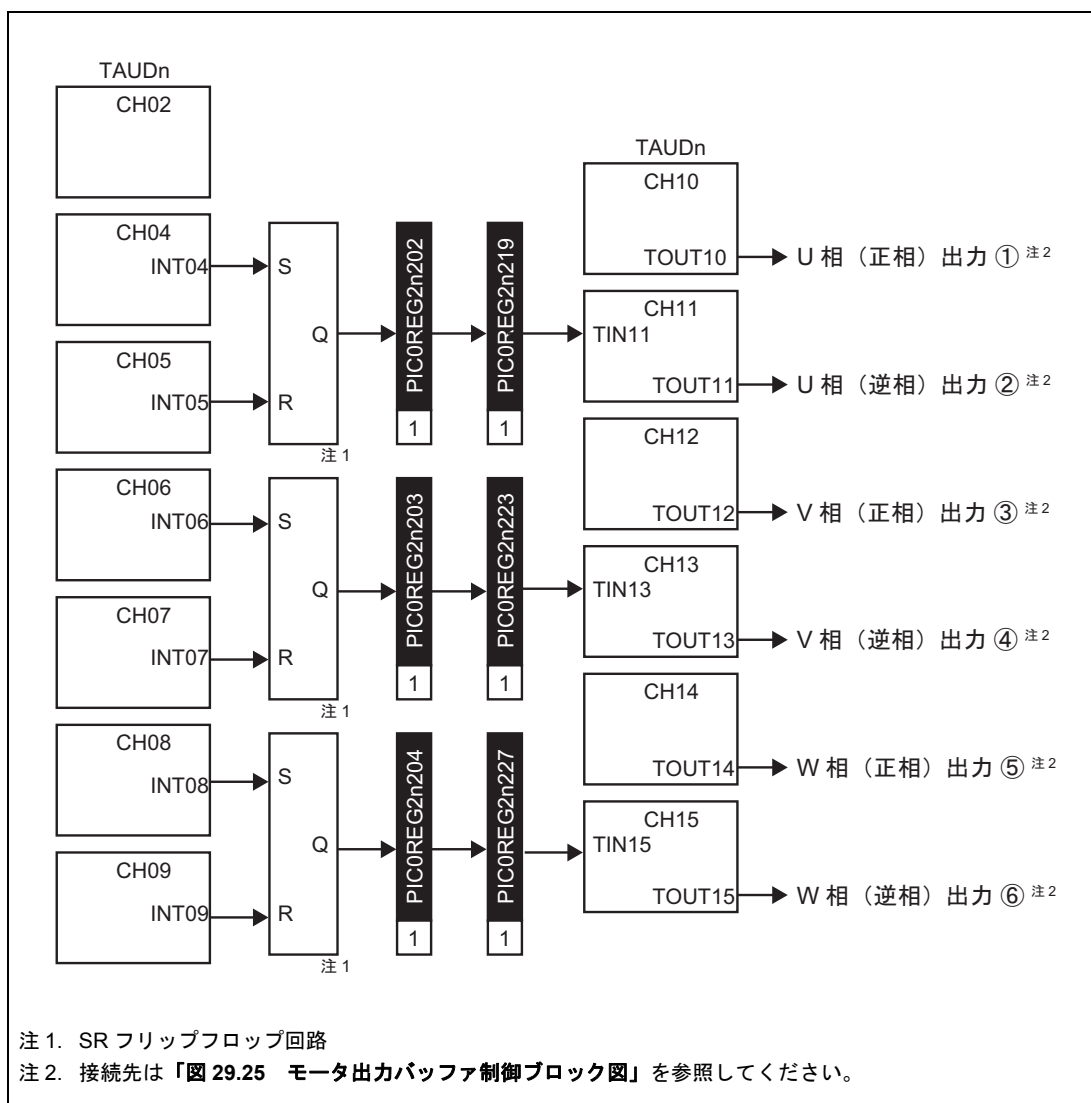 TAUDn
CH02
CH04
INT04
CH05
INT05
CH06
INT06
CH07
INT07
CH08
INT08
CH09
INT09
S
Q
R
注 1
S
Q
R
注 1
S
Q
R
注 1
PIC0REG2n202
1
PIC0REG2n219
1
PIC0REG2n203
1
PIC0REG2n223
1
PIC0REG2n204
1
PIC0REG2n227
1
TAUDn
CH10
TOUT10
U 相（正相）出力 ① 注 2
CH11
TIN11
TOUT11
U 相（逆相）出力 ② 注 2
CH12
TOUT12
V 相（正相）出力 ③ 注 2
CH13
TIN13
TOUT13
V 相（逆相）出力 ④ 注 2
CH14
TOUT14
W 相（正相）出力 ⑤ 注 2
CH15
TIN15
TOUT15
W 相（逆相）出力 ⑥ 注 2
注 1. SR フリップフロップ回路
注 2. 接続先は「図 29.25 モータ出力バッファ制御ブロック図」を参照してください。